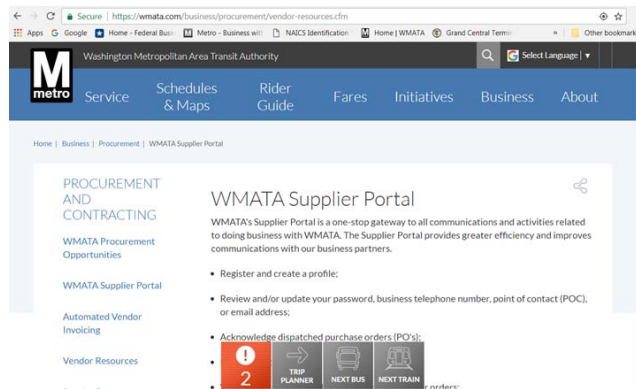 Secure | https://wmata.com/business/procurement/vendor-resources.cfm
Apps G Google Home - Federal Busi Metro - Business with NAICS Identification Home | WMATA Grand Central Termi » Other bookmark
Washington Metropolitan Area Transit Authority
G Select Language | ▼
M
metro
Service Schedules & Maps Rider Guide Fares Initiatives Business About
Home | Business | Procurement | WMATA Supplier Portal
PROCUREMENT
AND
CONTRACTING
WMATA Procurement
Opportunities
WMATA Supplier Portal
Automated Vendor
Invoicing
Vendor Resources
WMATA Supplier Portal
WMATA's Supplier Portal is a one-stop gateway to all communications and activities related
to doing business with WMATA. The Supplier Portal provides greater efficiency and improves
communications with our business partners.
• Register and create a profile;
• Review and/or update your password, business telephone number, point of contact (POC),
or email address;
• Acknowledge dispatched purchase orders (PO's);
r orders;
2
TRIP
PLANNER
NEXT BUS
NEXT TRAIN